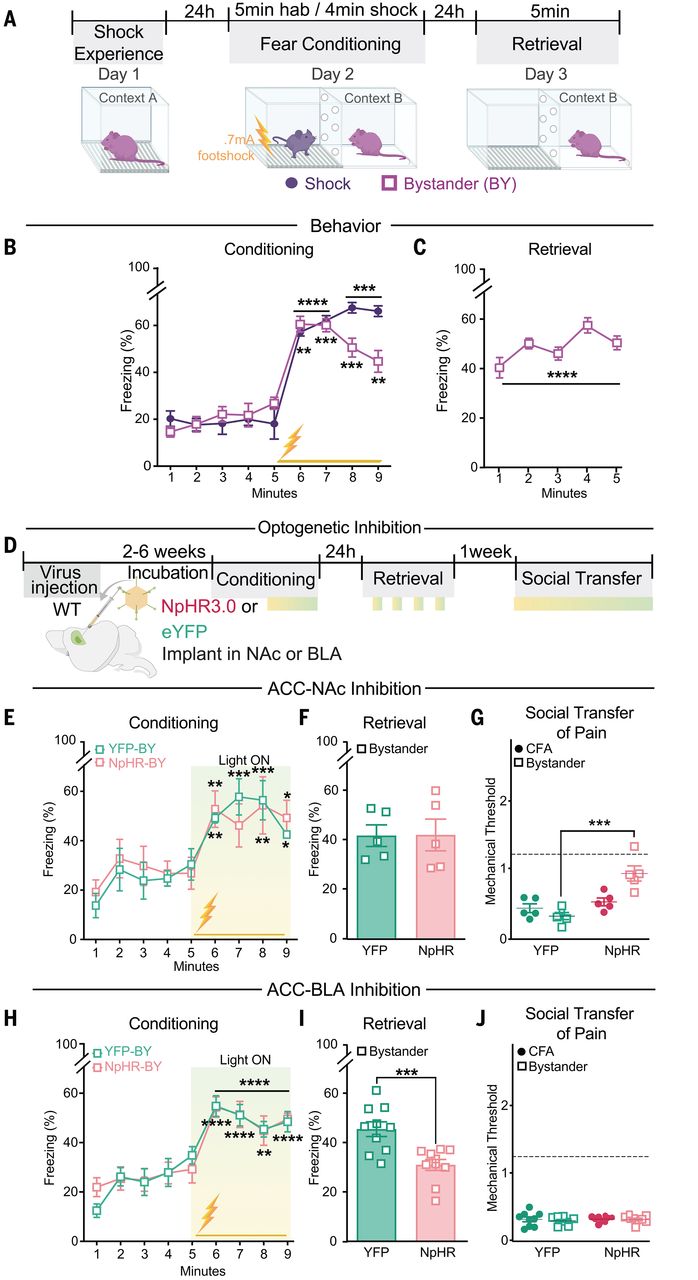 A
24h
5min hab / 4min shock
24h
5min
Shock
Experience
Fear Conditioning
Retrieval
Day 1
Day 2
Day 3
Context A
Context B
Context B
.7mA
footshock
Shock
Bystander (BY)
Behavior
B
Conditioning
Freezing (%)
100
60
40
20
0
****
***
**
***
***
**
1 2 3 4 5 6 7 8 9
Minutes
C
Retrieval
Freezing (%)
100
60
40
20
0
****
1 2 3 4 5
Minutes
Optogenetic Inhibition
D
2-6 weeks
24h
1week
Virus
injection
Incubation
Conditioning
Retrieval
Social Transfer
WT
NpHR3.0 or
eYFP
Implant in NAc or BLA
ACC-NAc Inhibition
E
Conditioning
YFP-BY
NpHR-BY
Light ON
Freezing (%)
100
60
40
20
0
**
***
***
*
**
**
*
1 2 3 4 5 6 7 8 9
Minutes
F
Retrieval
Bystander
Freezing (%)
100
60
40
20
0
YFP
NpHR
G
Social Transfer
of Pain
CFA
Bystander
Mechanical Threshold
2
1
0
***
YFP
NpHR
ACC-BLA Inhibition
H
Conditioning
YFP-BY
NpHR-BY
Light ON
Freezing (%)
100
60
40
20
0
****
****
****
**
****
1 2 3 4 5 6 7 8 9
Minutes
I
Retrieval
Bystander
Freezing (%)
100
60
40
20
0
***
YFP
NpHR
J
Social Transfer
of Pain
CFA
Bystander
Mechanical Threshold
2
1
0
YFP
NpHR